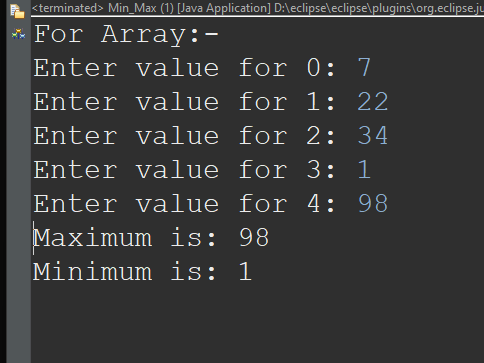 <terminated> Min_Max (1) [Java Application] D:\eclipse\eclipse\plugins\org.eclipse.ju
For Array:-
Enter value for 0: 7
Enter value for 1: 22
Enter value for 2: 34
Enter value for 3: 1
Enter value for 4: 98
Maximum is: 98
Minimum is: 1